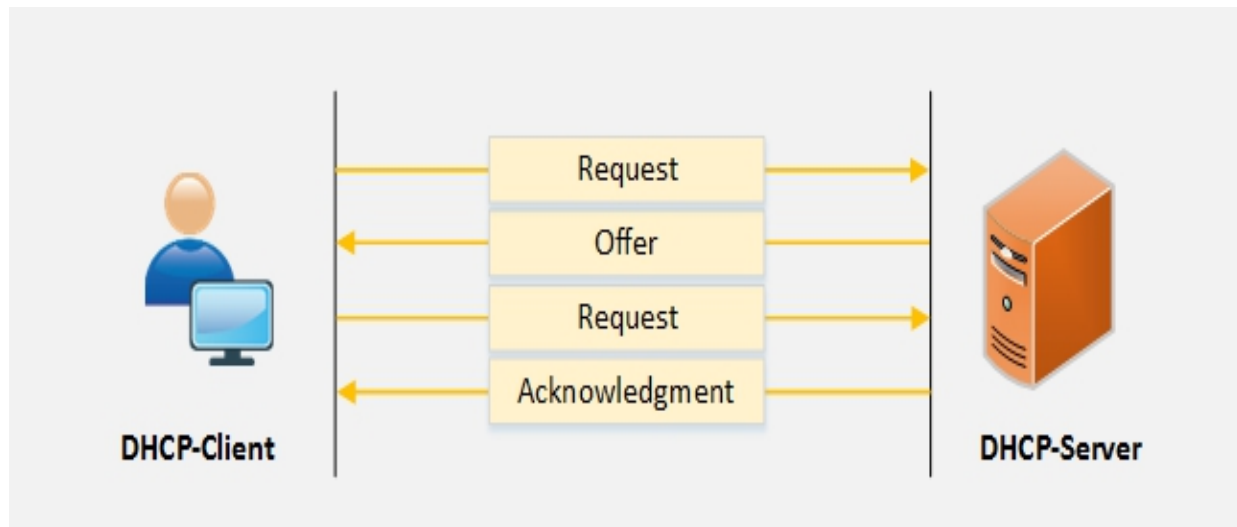 Request
Offer
Request
Acknowledgment
DHCP-Client
DHCP-Server